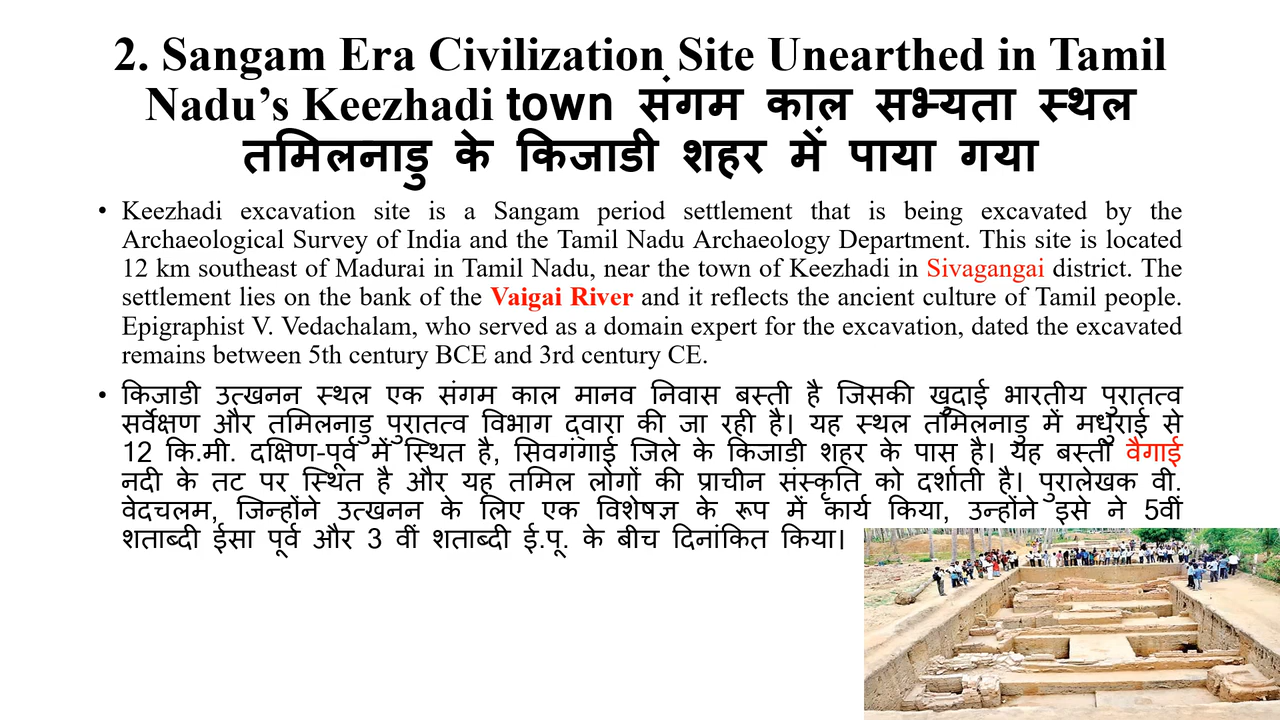 2. Sangam Era Civilization Site Unearthed in Tamil
Nadu’s Keezhadi town संगम काल सभ्यता स्थल
तमिलनाडु के किजाडी शहर में पाया गया
• Keezhadi excavation site is a Sangam period settlement that is being excavated by the
Archaeological Survey of India and the Tamil Nadu Archaeology Department. This site is located
12 km southeast of Madurai in Tamil Nadu, near the town of Keezhadi in Sivagangai district. The
settlement lies on the bank of the Vaigai River and it reflects the ancient culture of Tamil people.
Epigraphist V. Vedachalam, who served as a domain expert for the excavation, dated the excavated
remains between 5th century BCE and 3rd century CE.
• किजाडी उत्खनन स्थल एक संगम काल मानव निवास बस्ती है जिसकी खुदाई भारतीय पुरातत्व
सर्वेक्षण और तमिलनाडु पुरातत्व विभाग द्वारा की जा रही है। यह स्थल तमिलनाडु में मधुराई से
12 कि.मी. दक्षिण-पूर्व में स्थित है, सिवगंगाई जिले के किजाडी शहर के पास है। यह बस्ती वैगाई
नदी के तट पर स्थित है और यह तमिल लोगों की प्राचीन संस्कृति को दर्शाती है। पुरालेखक वी.
वेदचलम, जिन्होंने उत्खनन के लिए एक विशेषज्ञ के रूप में कार्य किया, उन्होंने इसे ने 5वीं
शताब्दी ईसा पूर्व और 3 वीं शताब्दी ई.पू. के बीच दिनांकित किया।